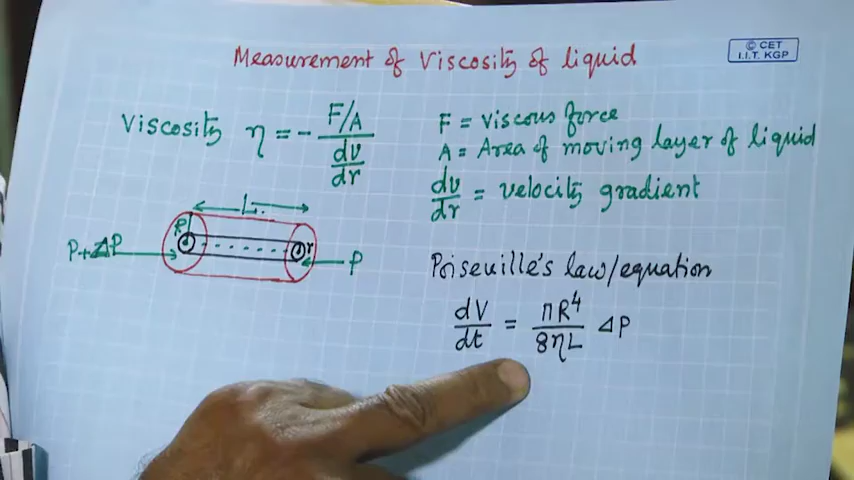 Measurement of Viscosity of liquid
© CET
I.I.T. KGP
Viscosity η = - F/A / dv/dr
F = Viscous force
A = Area of moving layer of liquid
dv/dr = velocity gradient
L
R
r
P+ΔP
P
Poiseuille's law/equation
dV/dt = πR⁴/8ηL ΔP